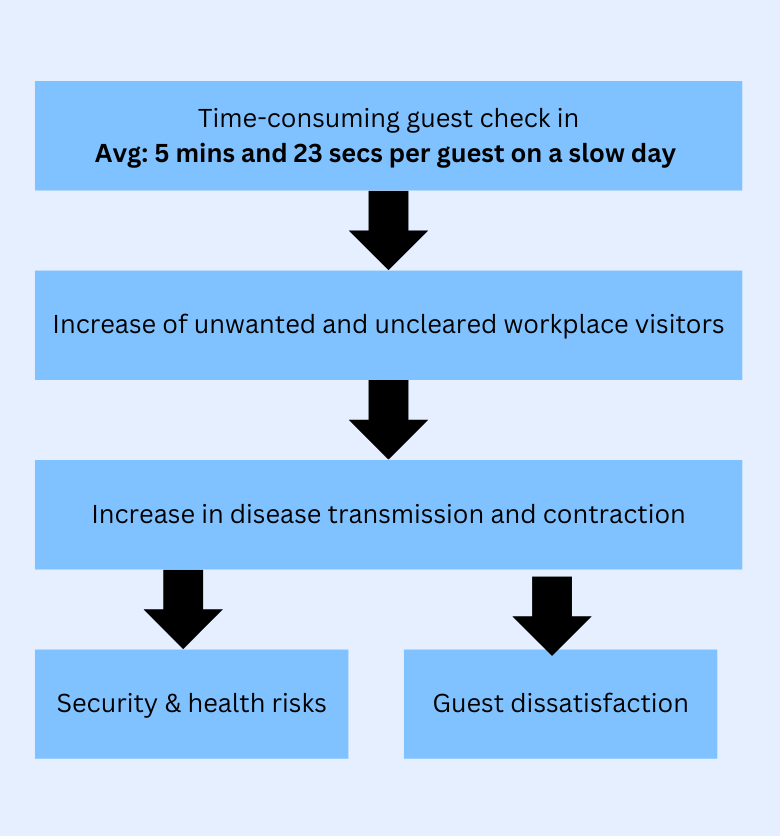 Time-consuming guest check in
Avg: 5 mins and 23 secs per guest on a slow day
Increase of unwanted and uncleared workplace visitors
Increase in disease transmission and contraction
Security & health risks
Guest dissatisfaction